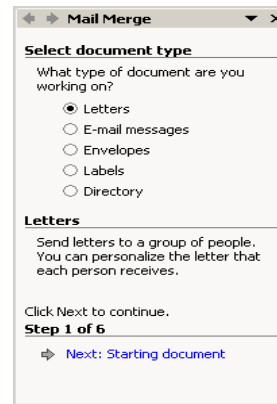 Mail Merge
Select document type
What type of document are you
working on?
Letters
E-mail messages
Envelopes
Labels
Directory
Letters
Send letters to a group of people.
You can personalize the letter that
each person receives.
Click Next to continue.
Step 1 of 6
Next: Starting document